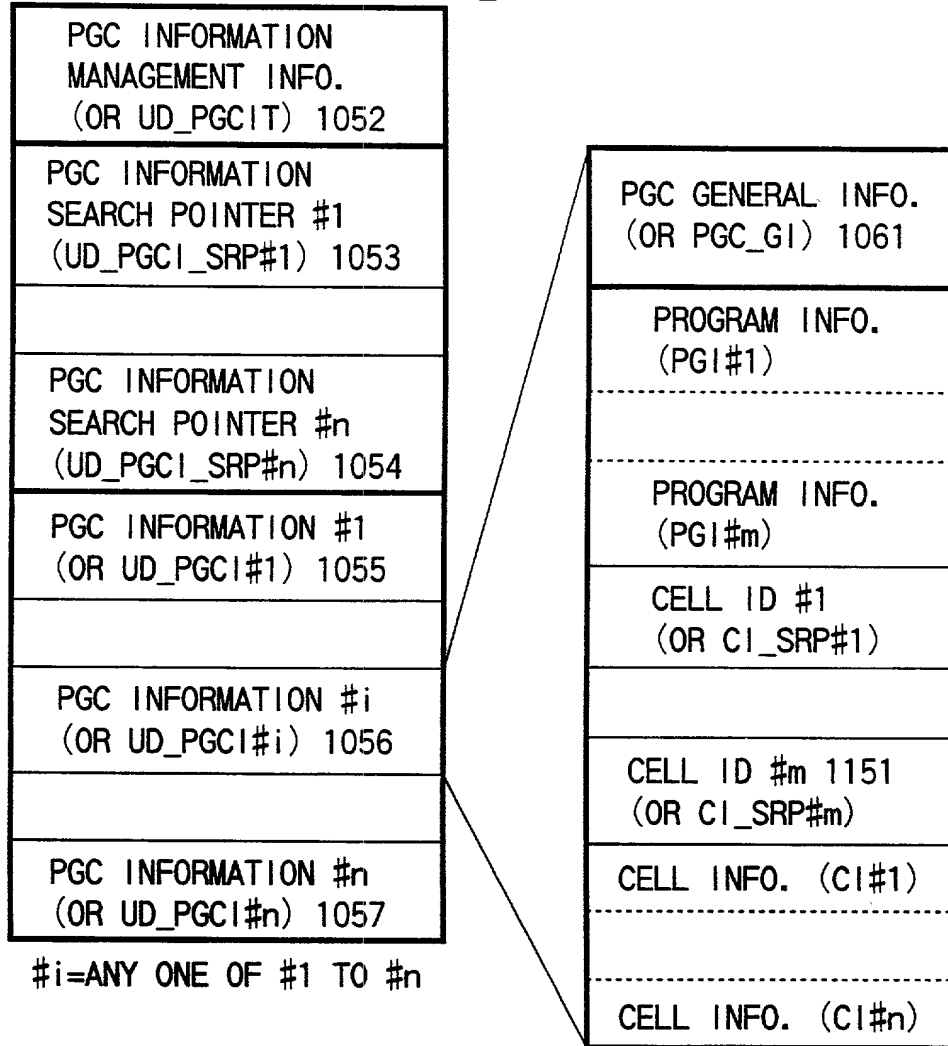 PGC INFORMATION
MANAGEMENT INFO.
(OR UD_PGCIT) 1052
PGC INFORMATION
SEARCH POINTER #1
(UD_PGCI_SRP#1) 1053
PGC INFORMATION
SEARCH POINTER #n
(UD_PGCI_SRP#n) 1054
PGC INFORMATION #1
(OR UD_PGCI#1) 1055
PGC INFORMATION #i
(OR UD_PGCI#i) 1056
PGC INFORMATION #n
(OR UD_PGCI#n) 1057
#i=ANY ONE OF #1 TO #n
PGC GENERAL INFO.
(OR PGC_GI) 1061
PROGRAM INFO.
(PGI#1)
PROGRAM INFO.
(PGI#m)
CELL ID #1
(OR CI_SRP#1)
CELL ID #m 1151
(OR CI_SRP#m)
CELL INFO. (CI#1)
CELL INFO. (CI#n)